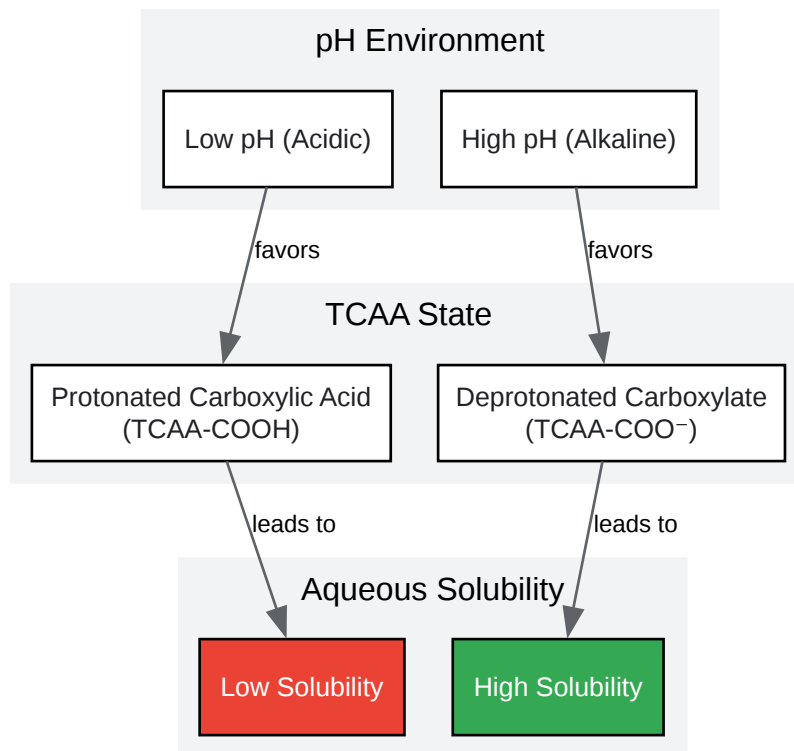 pH Environment
Low pH (Acidic)
High pH (Alkaline)
favors
favors
TCAA State
Protonated Carboxylic Acid
(TCAA-COOH)
Deprotonated Carboxylate
(TCAA-COO⁻)
leads to
leads to
Aqueous Solubility
Low Solubility
High Solubility